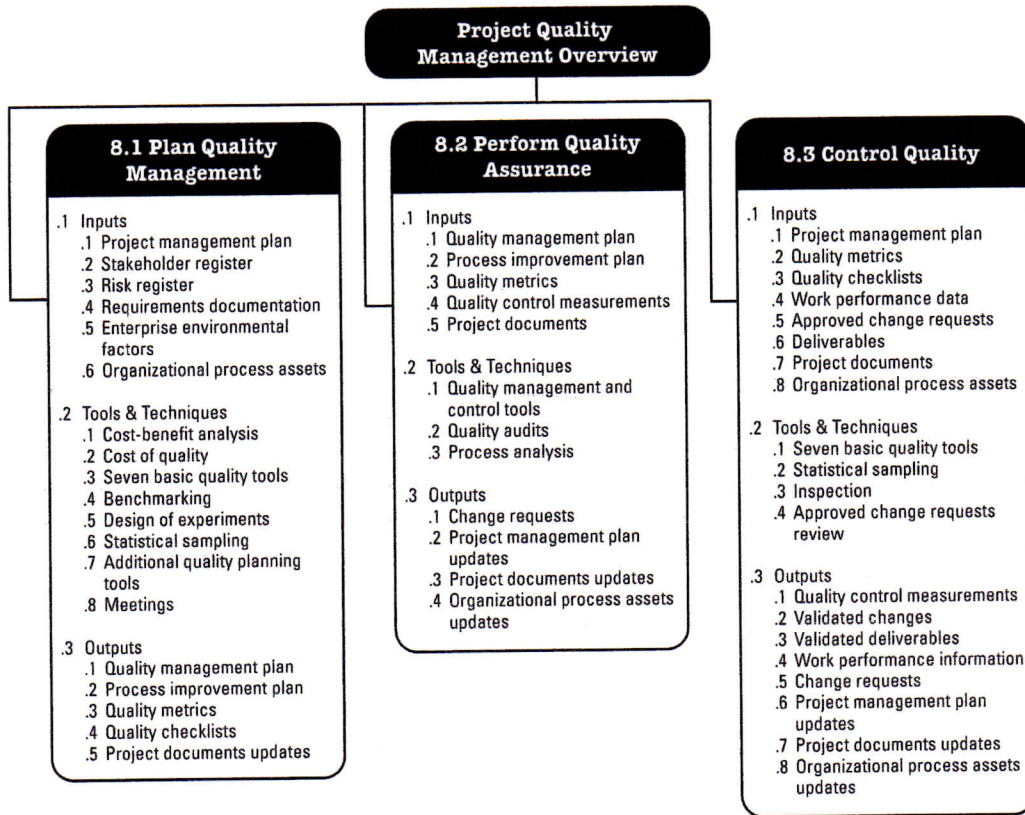 Project Quality
Management Overview
8.1 Plan Quality
Management
.1 Inputs
.1 Project management plan
.2 Stakeholder register
.3 Risk register
.4 Requirements documentation
.5 Enterprise environmental
factors
.6 Organizational process assets
.2 Tools & Techniques
.1 Cost-benefit analysis
.2 Cost of quality
.3 Seven basic quality tools
.4 Benchmarking
.5 Design of experiments
.6 Statistical sampling
.7 Additional quality planning
tools
.8 Meetings
.3 Outputs
.1 Quality management plan
.2 Process improvement plan
.3 Quality metrics
.4 Quality checklists
.5 Project documents updates
8.2 Perform Quality
Assurance
.1 Inputs
.1 Quality management plan
.2 Process improvement plan
.3 Quality metrics
.4 Quality control measurements
.5 Project documents
.2 Tools & Techniques
.1 Quality management and
control tools
.2 Quality audits
.3 Process analysis
.3 Outputs
.1 Change requests
.2 Project management plan
updates
.3 Project documents updates
.4 Organizational process assets
updates
8.3 Control Quality
.1 Inputs
.1 Project management plan
.2 Quality metrics
.3 Quality checklists
.4 Work performance data
.5 Approved change requests
.6 Deliverables
.7 Project documents
.8 Organizational process assets
.2 Tools & Techniques
.1 Seven basic quality tools
.2 Statistical sampling
.3 Inspection
.4 Approved change requests
review
.3 Outputs
.1 Quality control measurements
.2 Validated changes
.3 Validated deliverables
.4 Work performance information
.5 Change requests
.6 Project management plan
updates
.7 Project documents updates
.8 Organizational process assets
updates